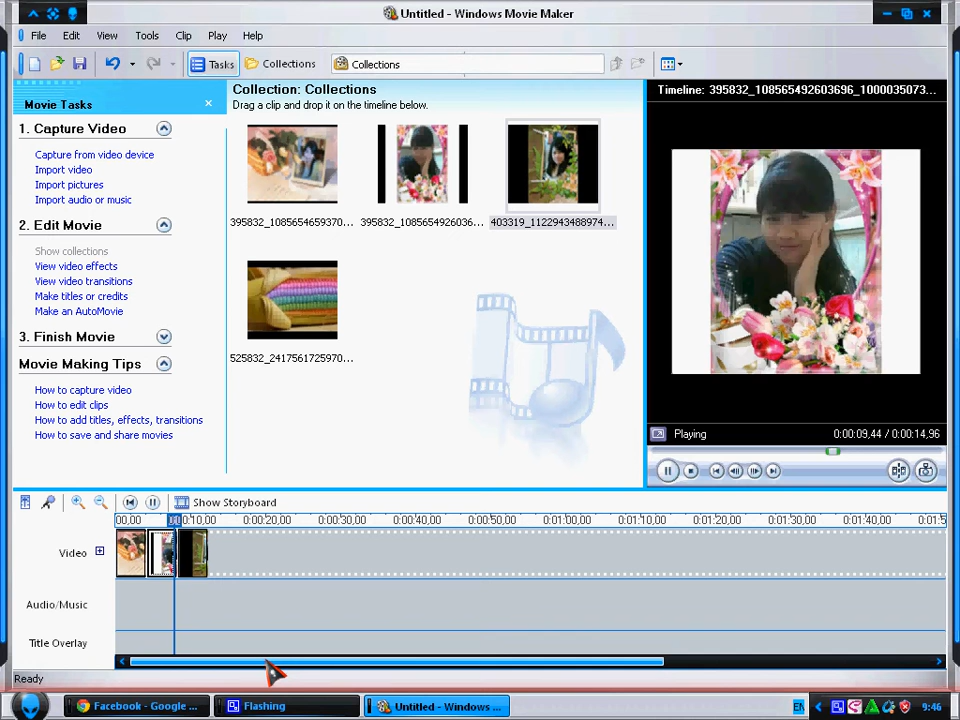 Untitled - Windows Movie Maker
File Edit View Tools Clip Play Help
Tasks Collections Collections
Movie Tasks
1. Capture Video
Capture from video device
Import video
Import pictures
Import audio or music
2. Edit Movie
Show collections
View video effects
View video transitions
Make titles or credits
Make an AutoMovie
3. Finish Movie
Movie Making Tips
How to capture video
How to edit clips
How to add titles, effects, transitions
How to save and share movies
Collection: Collections
Drag a clip and drop it on the timeline below.
395832_1085654659370... 395832_1085654926036... 403319_1122943488974...
525832_2417561725970...
Timeline: 395832_108565492603696_1000035073...
Playing 0:00:09,44 / 0:00:14,96
Show Storyboard
00,00 0:10,00 0:00:20,00 0:00:30,00 0:00:40,00 0:00:50,00 0:01:00,00 0:01:10,00 0:01:20,00 0:01:30,00 0:01:40,00 0:01:5
Video
Audio/Music
Title Overlay
Ready
Facebook - Google ... Flashing Untitled - Windows ... EN 9:46